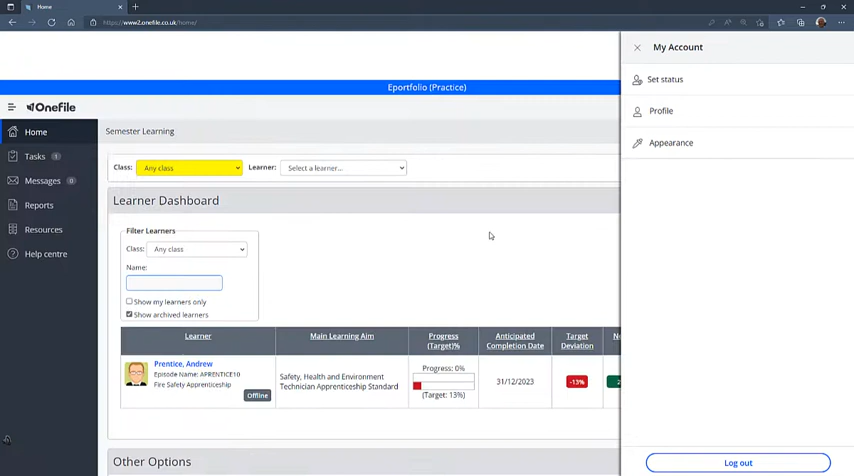 Home
https://www2.onefile.co.uk/home/
Eportfolio (Practice)
Onefile
My Account
Set status
Profile
Appearance
Log out
Home
Tasks 1
Messages 0
Reports
Resources
Help centre
Semester Learning
Class: Any class Learner: Select a learner...
Learner Dashboard
Filter Learners
Class: Any class
Name:
Show my learners only
Show archived learners
Learner Main Learning Aim Progress (Target)% Anticipated Completion Date Target Deviation
Prentice, Andrew
Episode Name: APRENTICE10
Fire Safety Apprenticeship
Offline
Safety, Health and Environment
Technician Apprenticeship Standard
Progress: 0%
(Target: 13%)
31/12/2023
-13%
Other Options